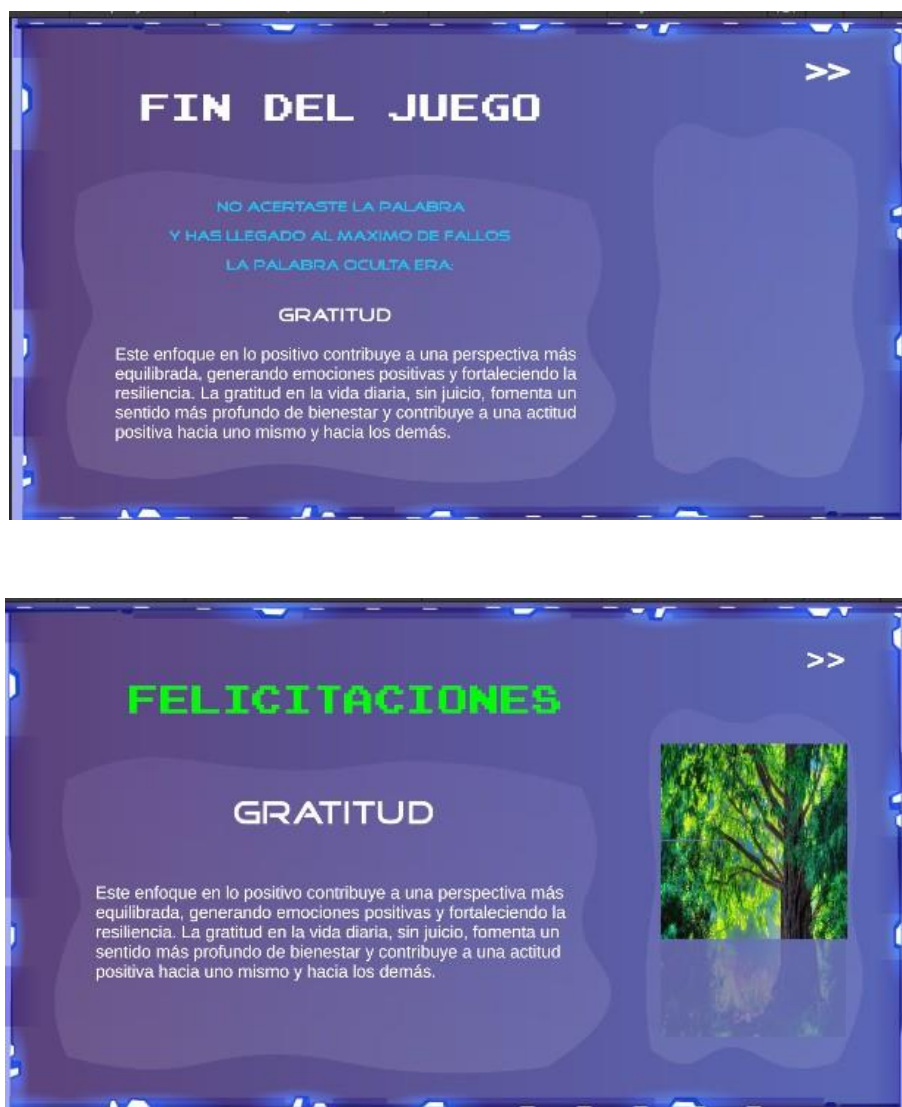 >>
FIN DEL JUEGO
NO ACERTASTE LA PALABRA
Y HAS LLEGADO AL MAXIMO DE FALLOS
LA PALABRA OCULTA ERA:
GRATITUD
Este enfoque en lo positivo contribuye a una perspectiva más
equilibrada, generando emociones positivas y fortaleciendo la
resiliencia. La gratitud en la vida diaria, sin juicio, fomenta un
sentido más profundo de bienestar y contribuye a una actitud
positiva hacia uno mismo y hacia los demás.
>>
FELICITACIONES
GRATITUD
Este enfoque en lo positivo contribuye a una perspectiva más
equilibrada, generando emociones positivas y fortaleciendo la
resiliencia. La gratitud en la vida diaria, sin juicio, fomenta un
sentido más profundo de bienestar y contribuye a una actitud
positiva hacia uno mismo y hacia los demás.